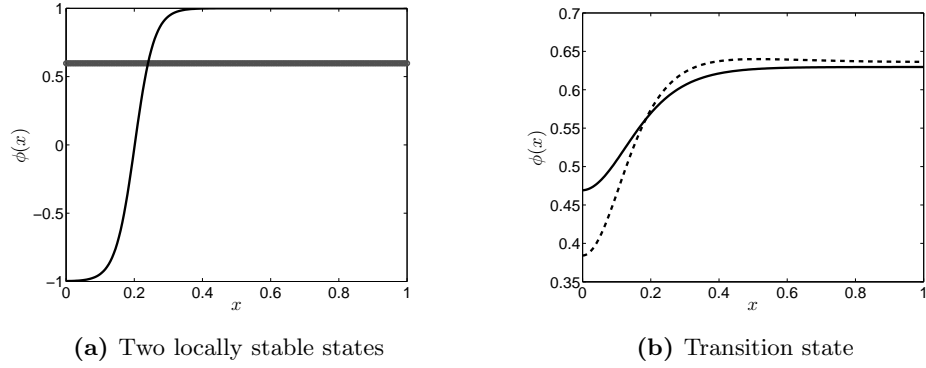 1
0.5
0
−0.5
−1
0 0.2 0.4 0.6 0.8 1
x
ϕ(x)
(a) Two locally stable states
0.7
0.65
0.6
0.55
0.5
0.45
0.4
0.35
0 0.2 0.4 0.6 0.8 1
x
ϕ(x)
(b) Transition state